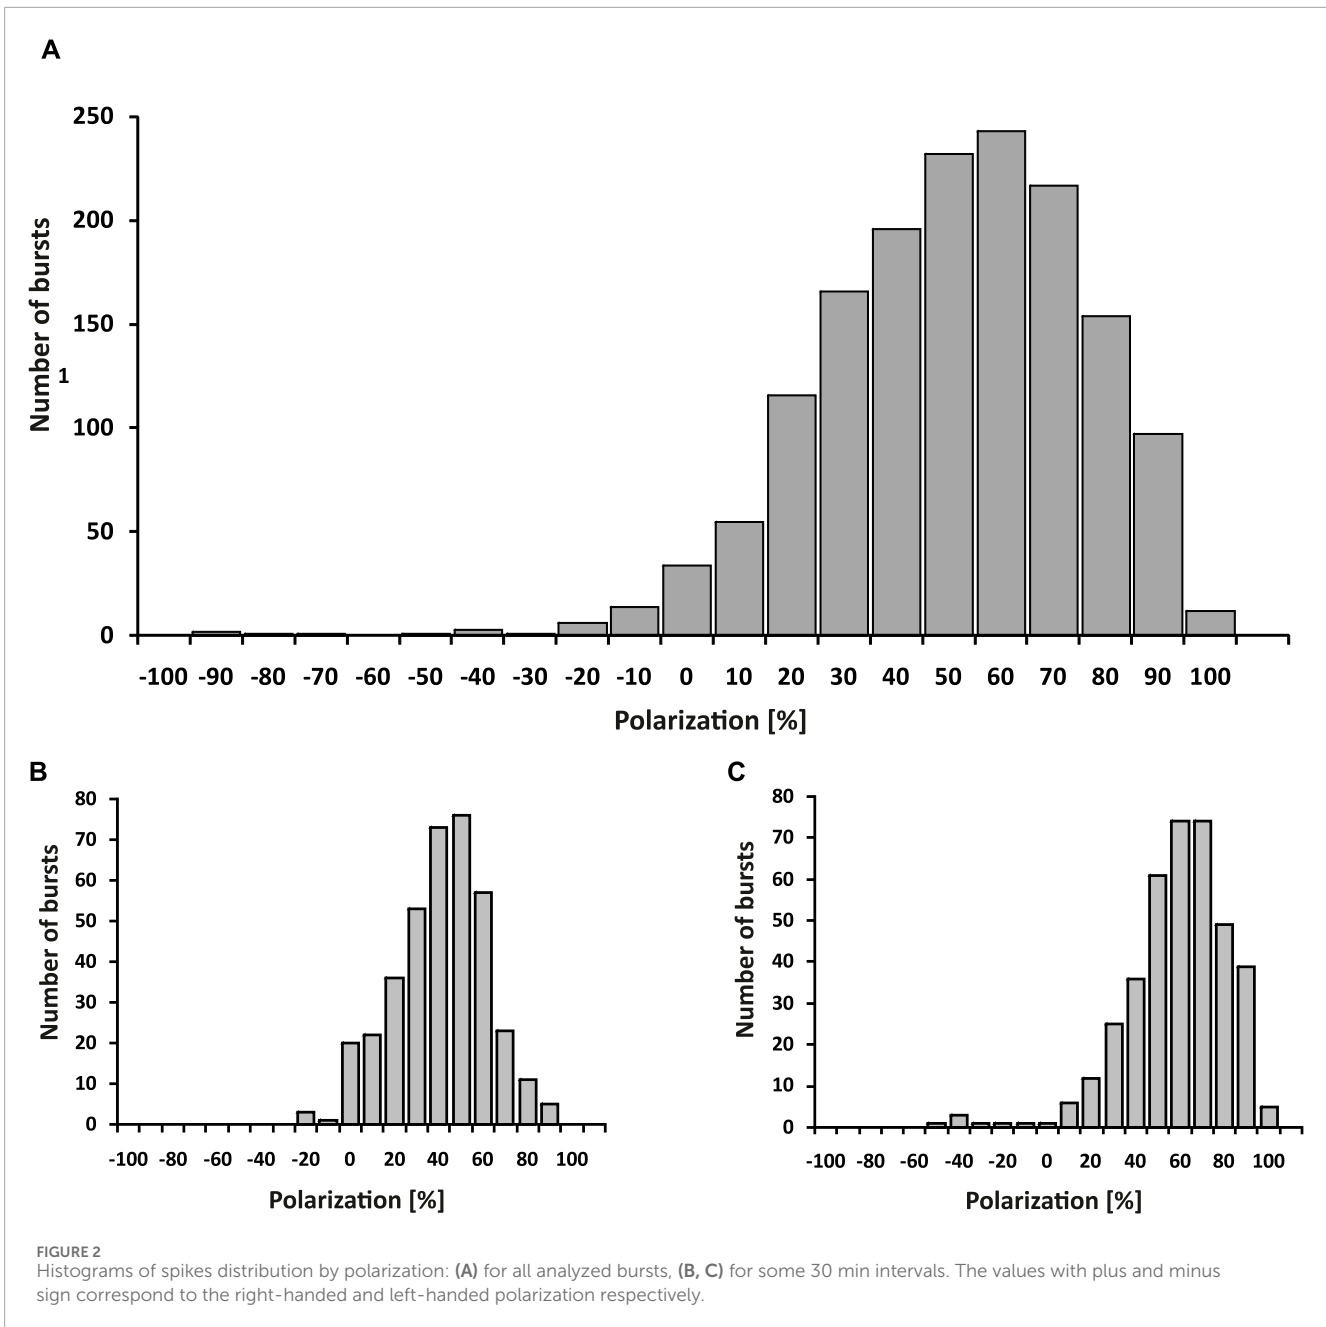 A
250
200
150
100
50
0
Number of bursts
1
-100 -90 -80 -70 -60 -50 -40 -30 -20 -10 0 10 20 30 40 50 60 70 80 90 100
Polarization [%]
B
80
70
60
50
40
30
20
10
0
Number of bursts
-100 -80 -60 -40 -20 0 20 40 60 80 100
Polarization [%]
C
80
70
60
50
40
30
20
10
0
Number of bursts
-100 -80 -60 -40 -20 0 20 40 60 80 100
Polarization [%]
FIGURE 2
Histograms of spikes distribution by polarization: (A) for all analyzed bursts, (B, C) for some 30 min intervals. The values with plus and minus
sign correspond to the right-handed and left-handed polarization respectively.